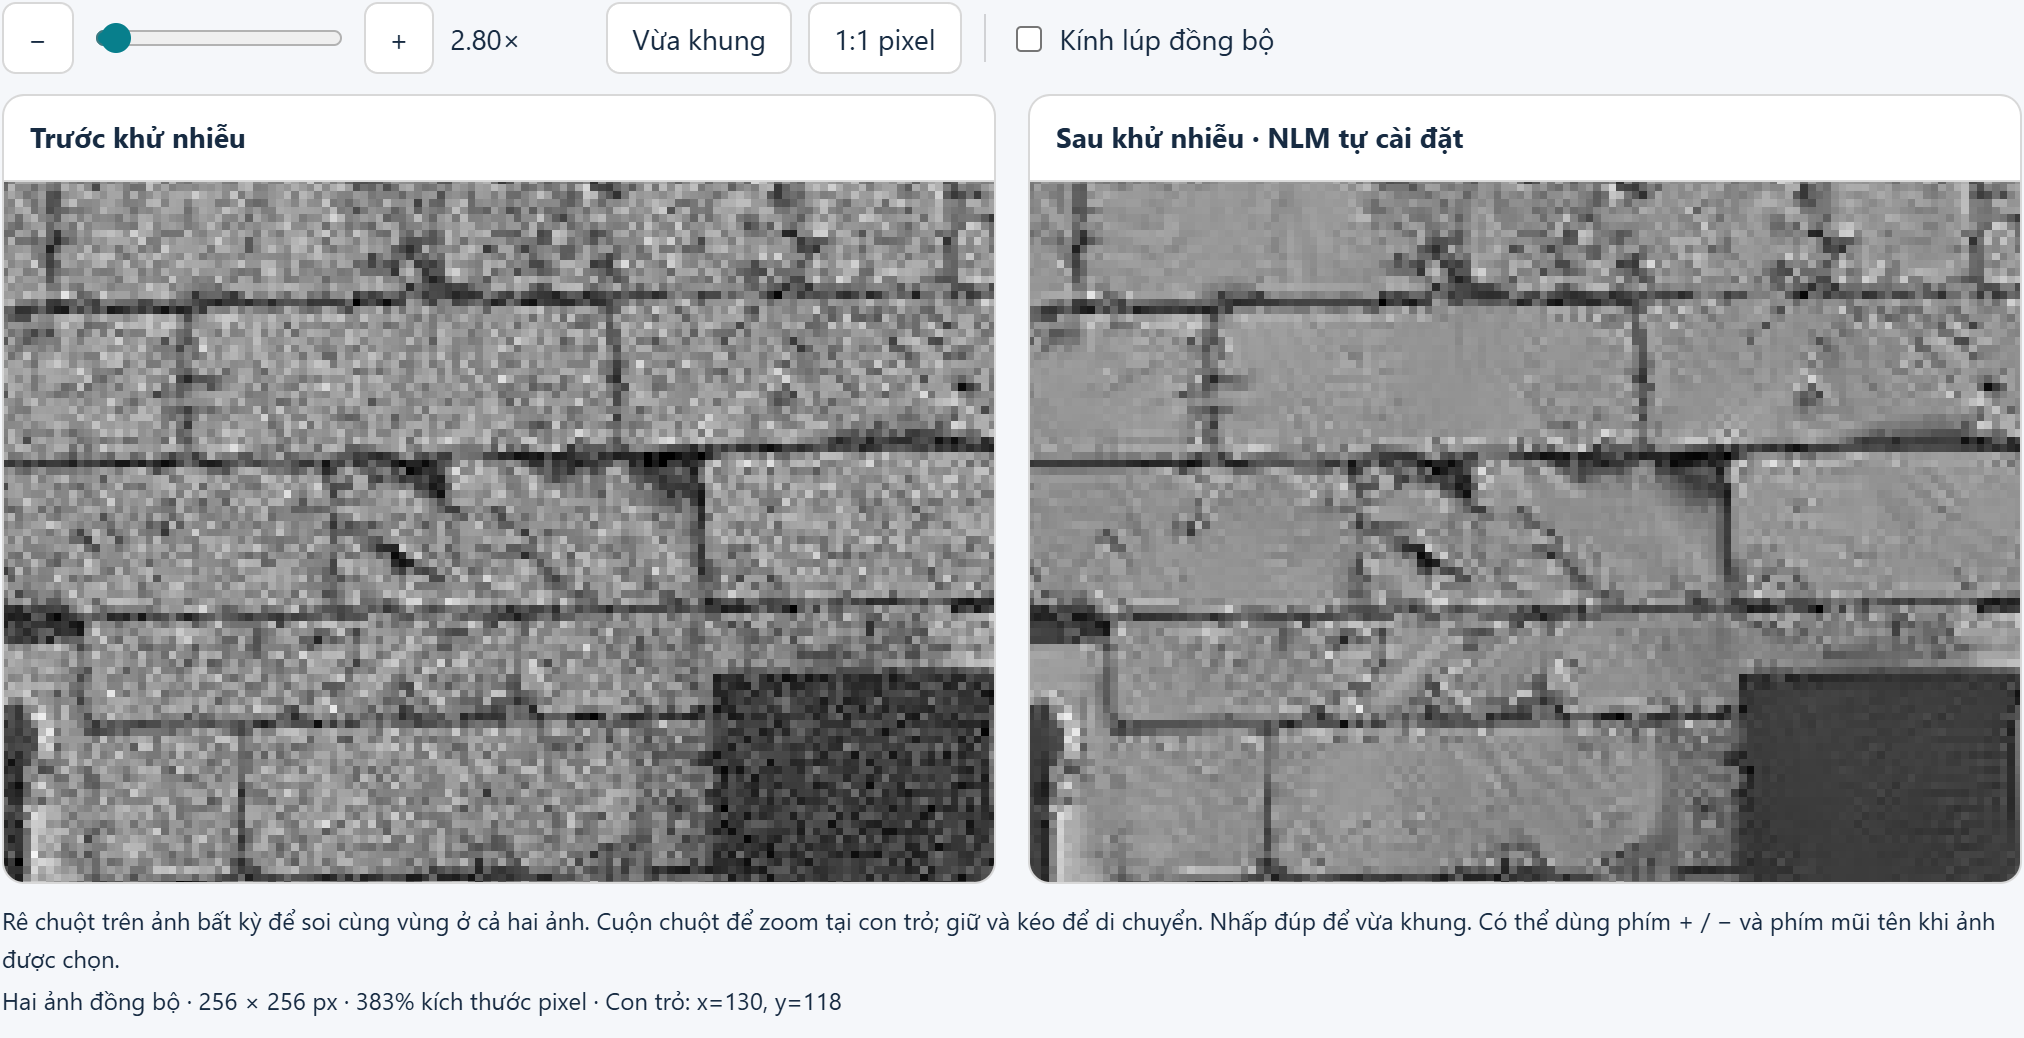 − + 2.80× Vừa khung 1:1 pixel Kính lúp đồng bộ
Trước khử nhiễu
Sau khử nhiễu · NLM tự cài đặt
Rê chuột trên ảnh bất kỳ để soi cùng vùng ở cả hai ảnh. Cuộn chuột để zoom tại con trỏ; giữ và kéo để di chuyển. Nhấp đúp để vừa khung. Có thể dùng phím + / − và phím mũi tên khi ảnh
được chọn.
Hai ảnh đồng bộ · 256 × 256 px · 383% kích thước pixel · Con trỏ: x=130, y=118